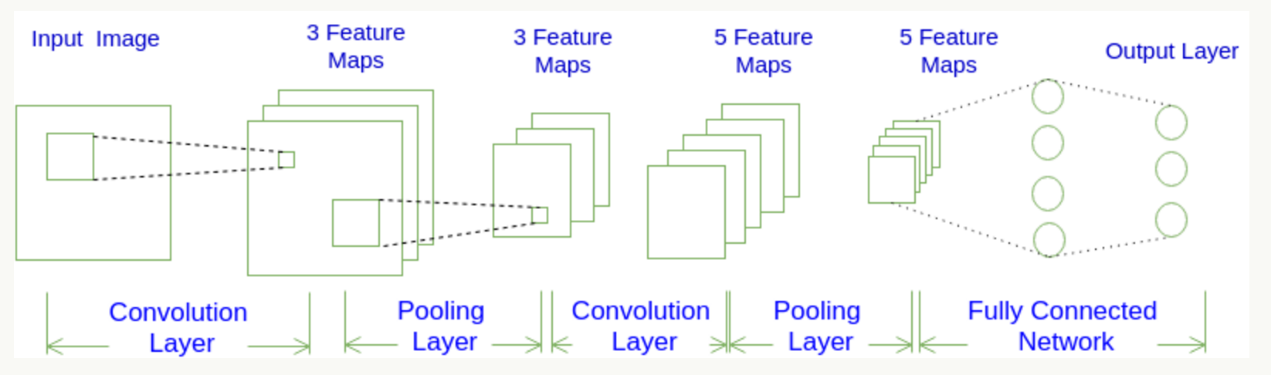 Input Image
3 Feature
Maps
3 Feature
Maps
5 Feature
Maps
5 Feature
Maps
Output Layer
Convolution
Layer
Pooling
Layer
Convolution
Layer
Pooling
Layer
Fully Connected
Network